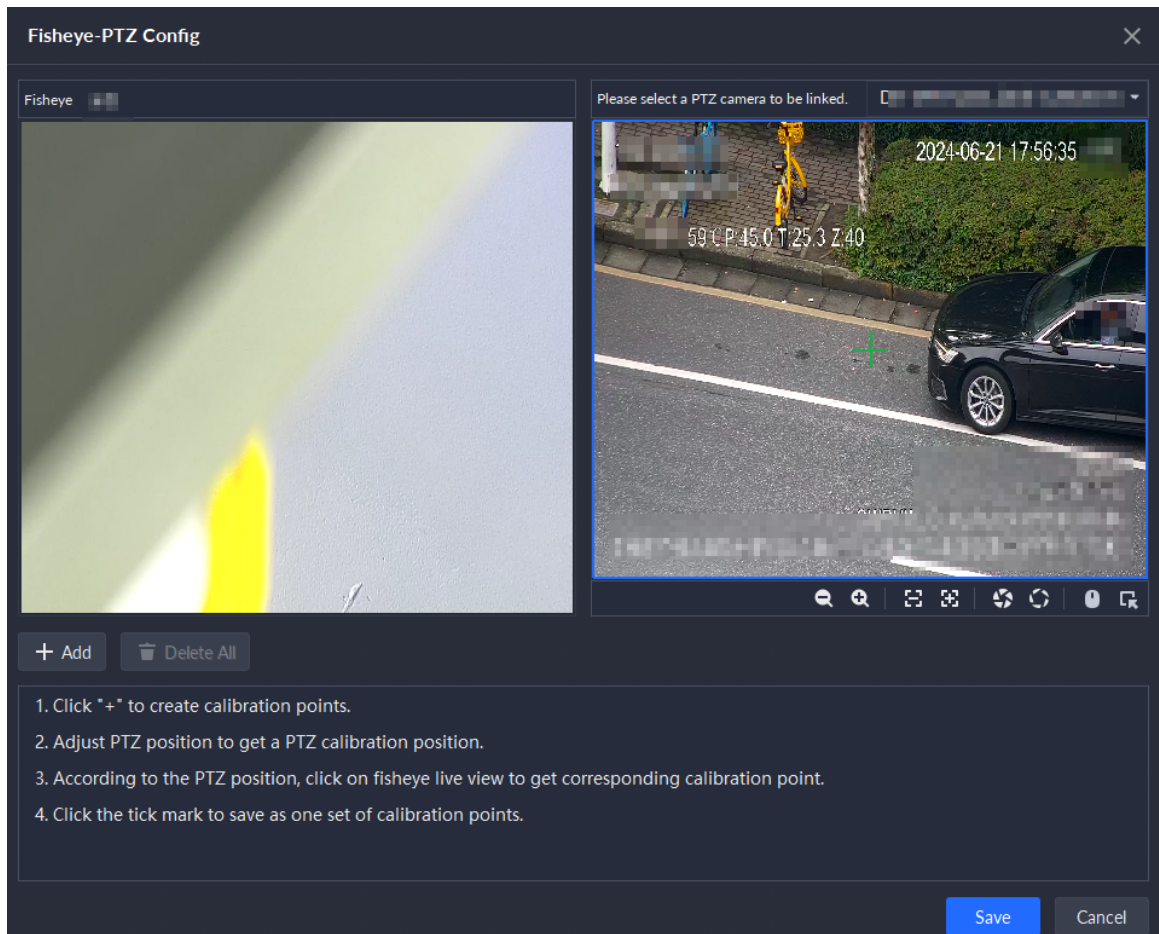 Fisheye-PTZ Config
Fisheye
Please select a PTZ camera to be linked.
2024-06-21 17:56:35
P:45.0 T:25.3 Z:40
Add
Delete All
1. Click "+" to create calibration points.
2. Adjust PTZ position to get a PTZ calibration position.
3. According to the PTZ position, click on fisheye live view to get corresponding calibration point.
4. Click the tick mark to save as one set of calibration points.
Save
Cancel